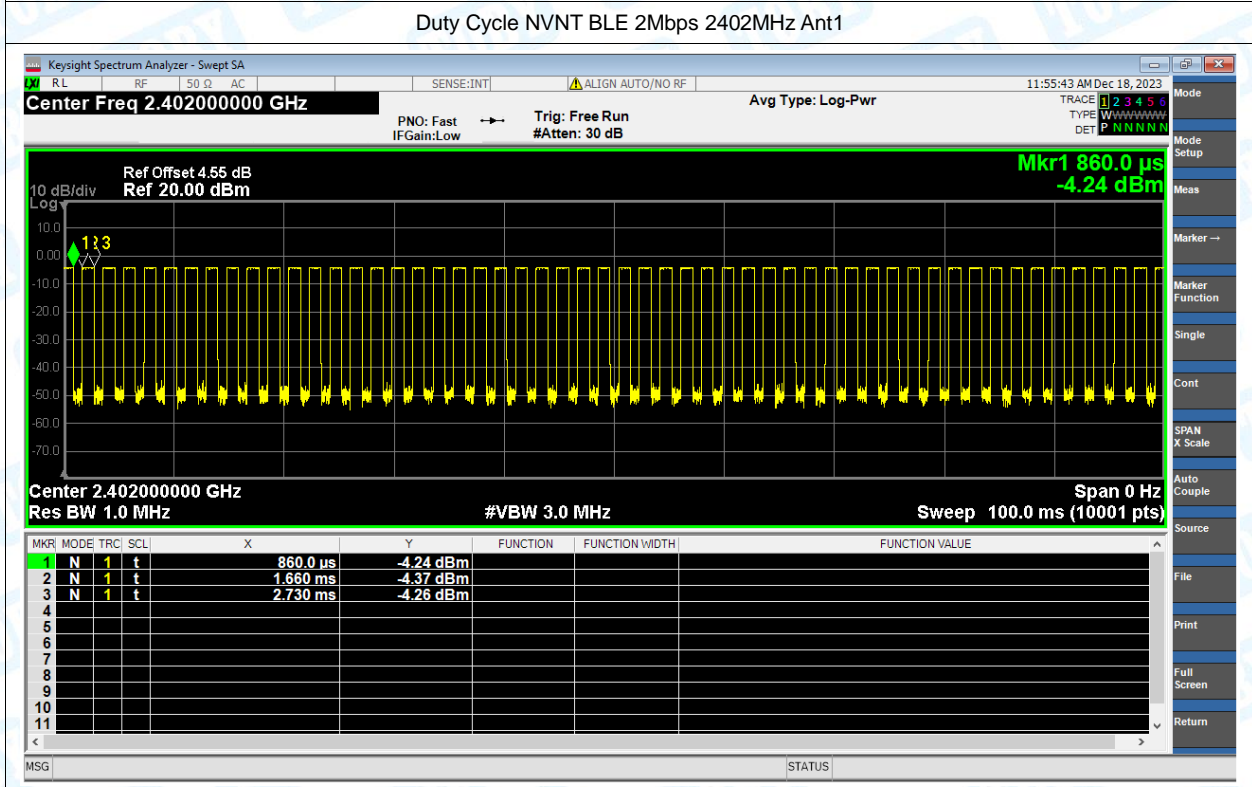 Duty Cycle NVNT BLE 2Mbps 2402MHz Ant1
Keysight Spectrum Analyzer - Swept SA
LXI RL RF 50 Ω AC SENSE:INT ALIGN AUTO/NO RF 11:55:43 AM Dec 18, 2023
Center Freq 2.402000000 GHz
PNO: Fast
IFGain:Low
Trig: Free Run
#Atten: 30 dB
Avg Type: Log-Pwr
TRACE 1 2 3 4 5 6
TYPE WWWWWW
DET P N N N N N
Mkr1 860.0 µs
-4.24 dBm
Ref Offset 4.55 dB
10 dB/div Ref 20.00 dBm
Log
10.0
0.00
-10.0
-20.0
-30.0
-40.0
-50.0
-60.0
-70.0
1 2 3
Center 2.402000000 GHz Span 0 Hz
Res BW 1.0 MHz #VBW 3.0 MHz Sweep 100.0 ms (10001 pts)
MKR MODE TRC SCL X Y FUNCTION FUNCTION WIDTH FUNCTION VALUE
1 N 1 t 860.0 µs -4.24 dBm
2 N 1 t 1.660 ms -4.37 dBm
3 N 1 t 2.730 ms -4.26 dBm
4
5
6
7
8
9
10
11
MSG STATUS
Mode
Mode
Setup
Meas
Marker →
Marker
Function
Single
Cont
SPAN
X Scale
Auto
Couple
Source
File
Print
Full
Screen
Return